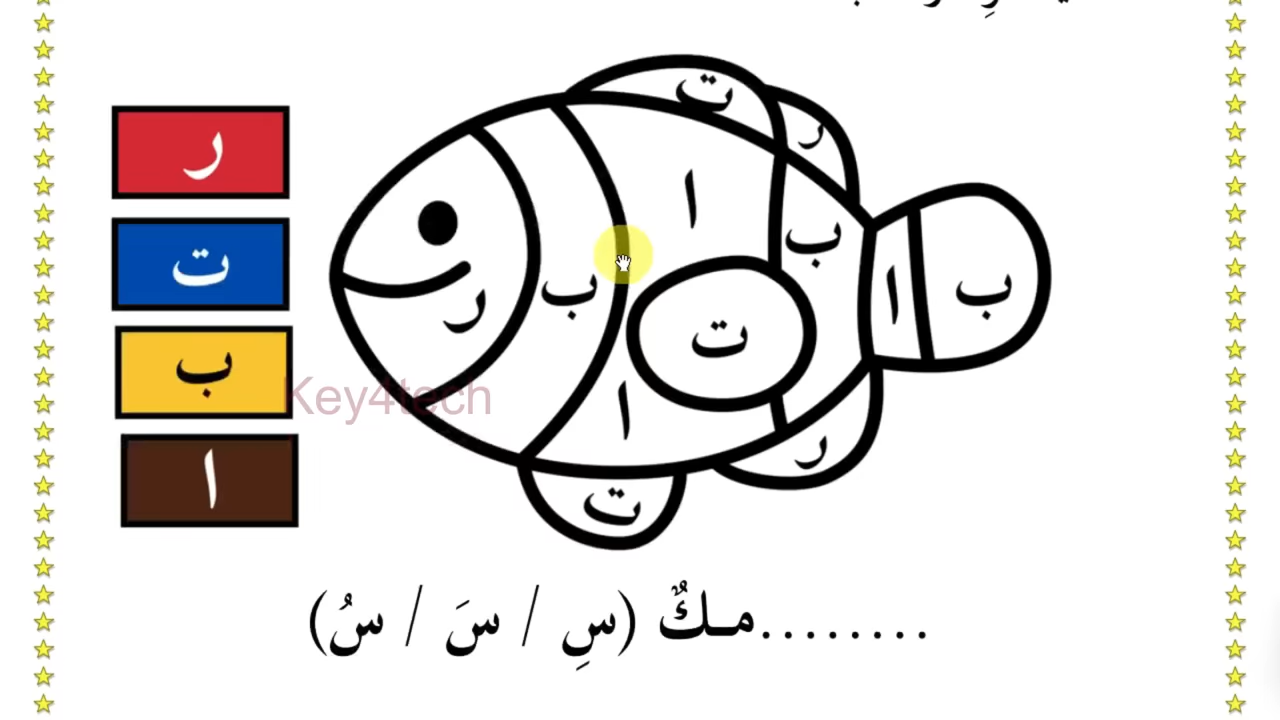 ت
ر
ر
ا
ت
ب
ب
ا
ب
ب
ت
ر
ب
ا
ا
ر
ت
Key4tech
........مـكٌ (سِ / سَ / سُ)